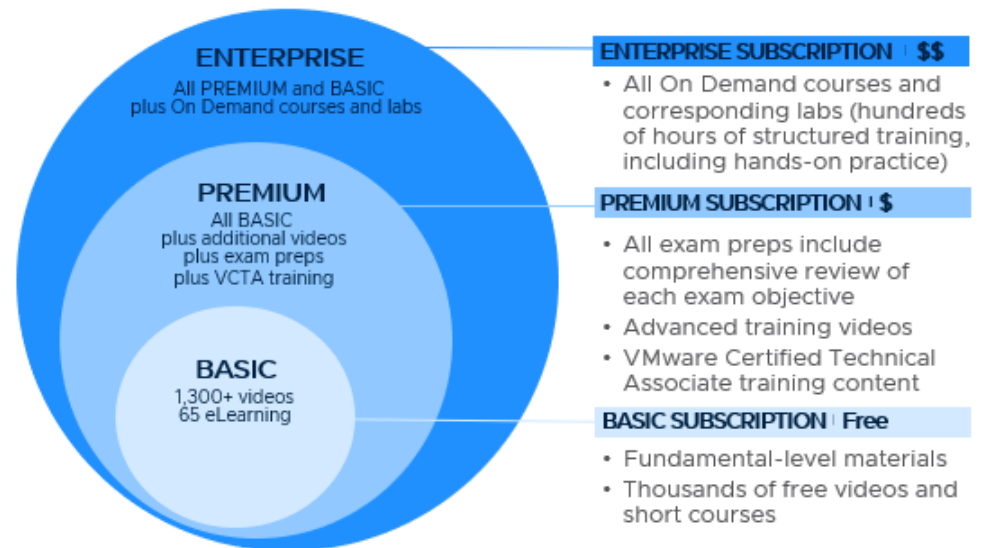 ENTERPRISE
All PREMIUM and BASIC
plus On Demand courses and labs
PREMIUM
All BASIC
plus additional videos
plus exam preps
plus VCTA training
BASIC
1,300+ videos
65 eLearning
ENTERPRISE SUBSCRIPTION | $$
• All On Demand courses and
corresponding labs (hundreds
of hours of structured training,
including hands-on practice)
PREMIUM SUBSCRIPTION | $
• All exam preps include
comprehensive review of
each exam objective
• Advanced training videos
• VMware Certified Technical
Associate training content
BASIC SUBSCRIPTION | Free
• Fundamental-level materials
• Thousands of free videos and
short courses